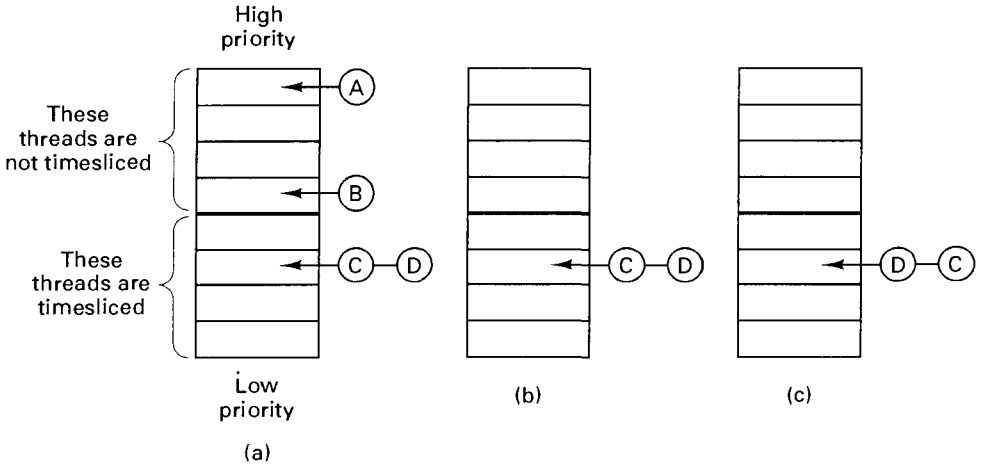 High
priority
A
These
threads are
not timesliced
B
These
threads are
timesliced
C D
C D
D C
Low
priority
(a)
(b)
(c)